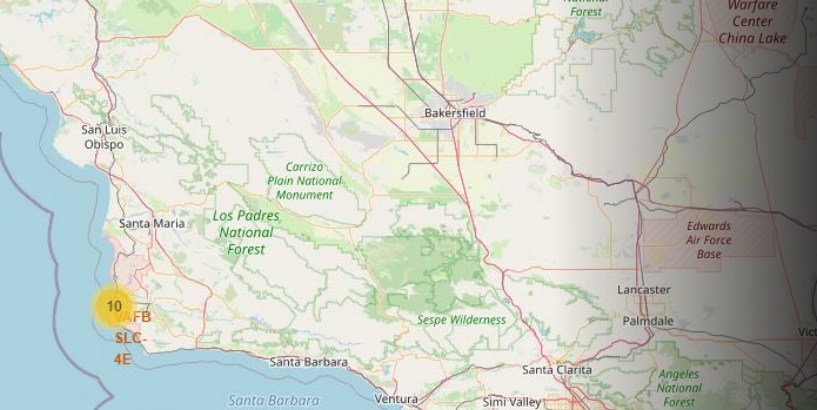 National
Forest
Warfare
Center
China Lake
Bakersfield
San Luis
Obispo
Carrizo
Plain National
Monument
Los Padres
National
Forest
Santa Maria
Edwards
Air Force
Base
Lancaster
Palmdale
10
VAFB
SLC-
4E
Sespe Wilderness
Santa Barbara
Santa Clarita
Angeles
National
Forest
Santa Barbara
Ventura
Simi Valley